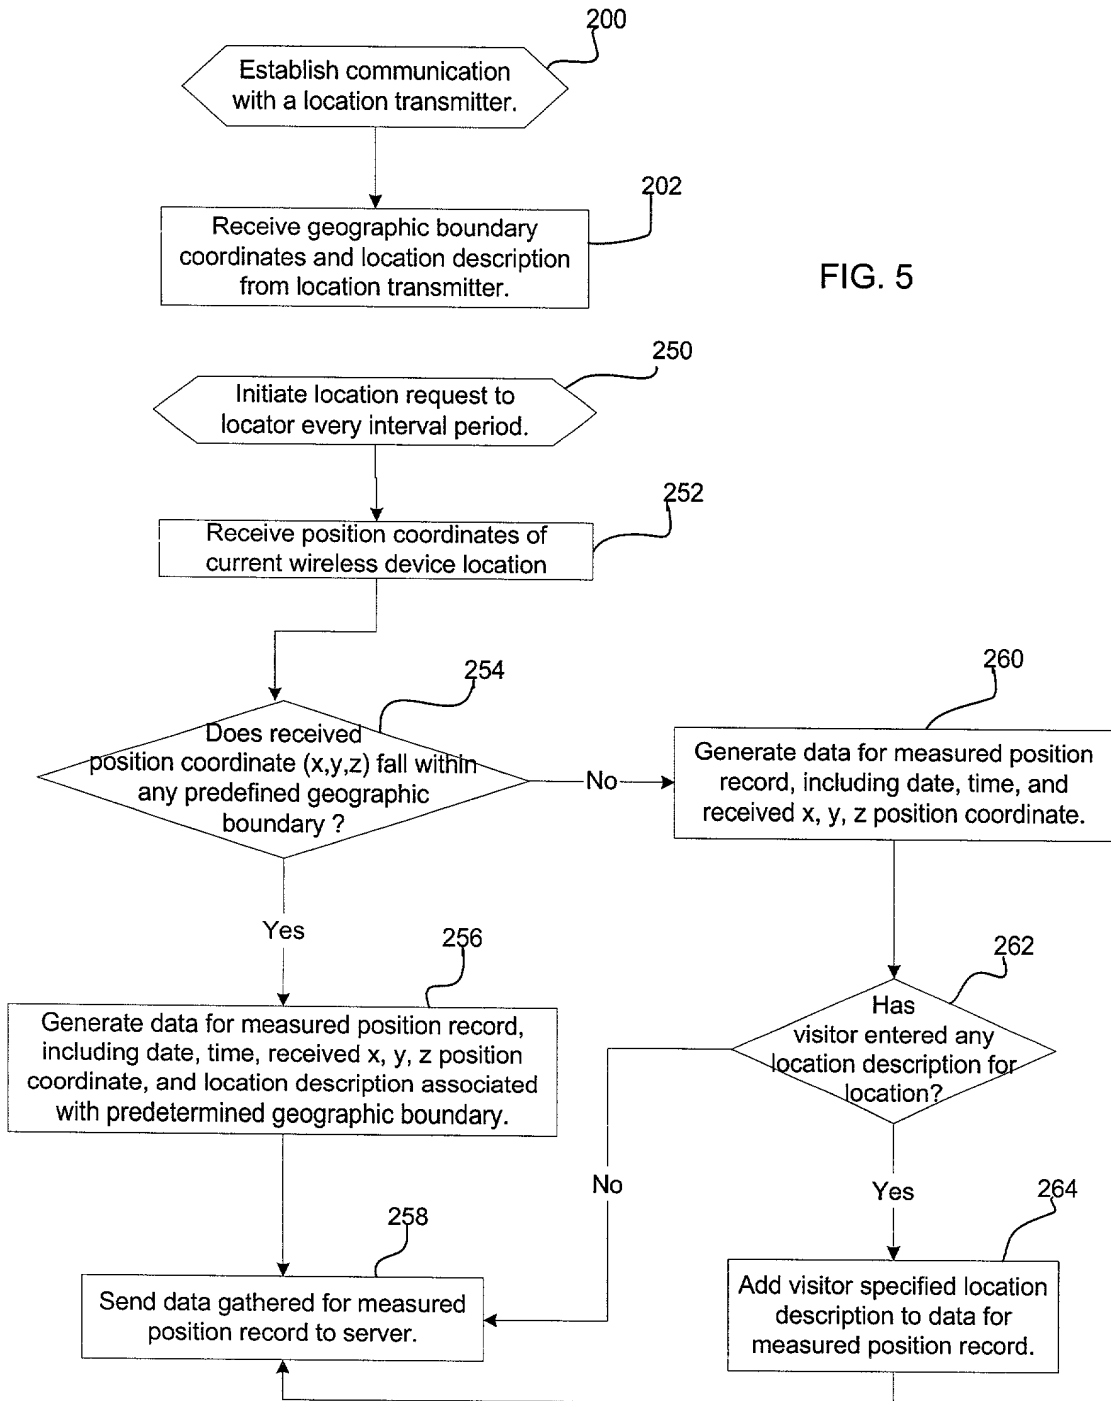 200
Establish communication
with a location transmitter.
202
Receive geographic boundary
coordinates and location description
from location transmitter.
FIG. 5
250
Initiate location request to
locator every interval period.
252
Receive position coordinates of
current wireless device location
254
Does received
position coordinate (x,y,z) fall within
any predefined geographic
boundary ?
No
260
Generate data for measured position
record, including date, time, and
received x, y, z position coordinate.
Yes
256
Generate data for measured position record,
including date, time, received x, y, z position
coordinate, and location description associated
with predetermined geographic boundary.
262
Has
visitor entered any
location description for
location?
No
Yes
258
Send data gathered for measured
position record to server.
264
Add visitor specified location
description to data for
measured position record.